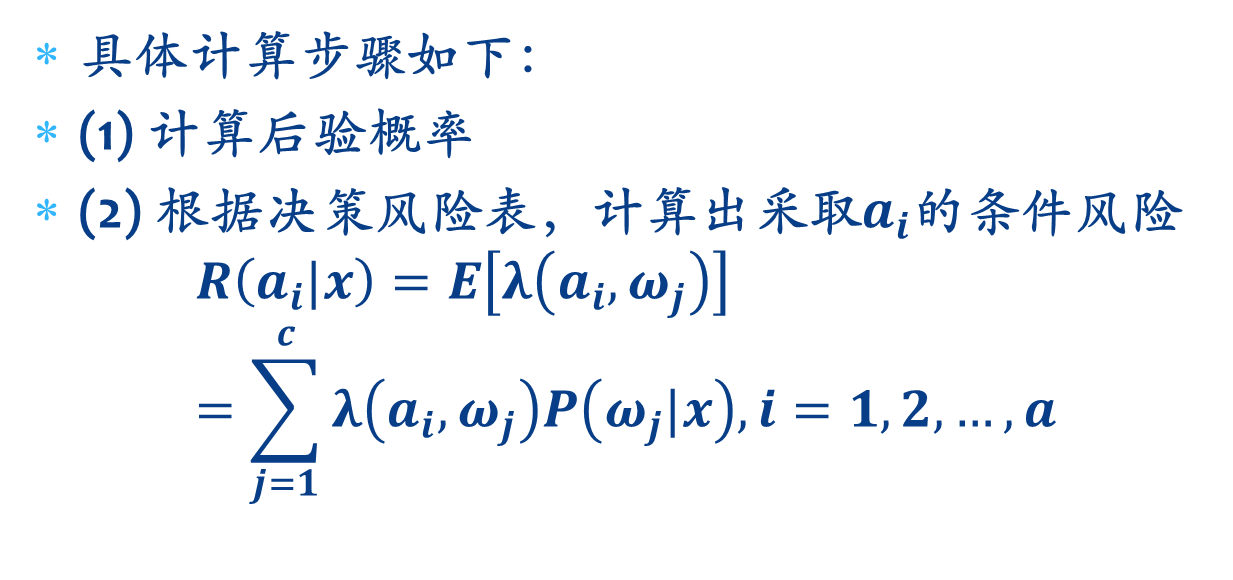 * 具体计算步骤如下：
* (1) 计算后验概率
* (2) 根据决策风险表，计算出采取aᵢ的条件风险
R(aᵢ|x) = E[λ(aᵢ, ωⱼ)]
= ∑_{j=1}^{c} λ(aᵢ, ωⱼ)P(ωⱼ|x), i = 1, 2, … , a